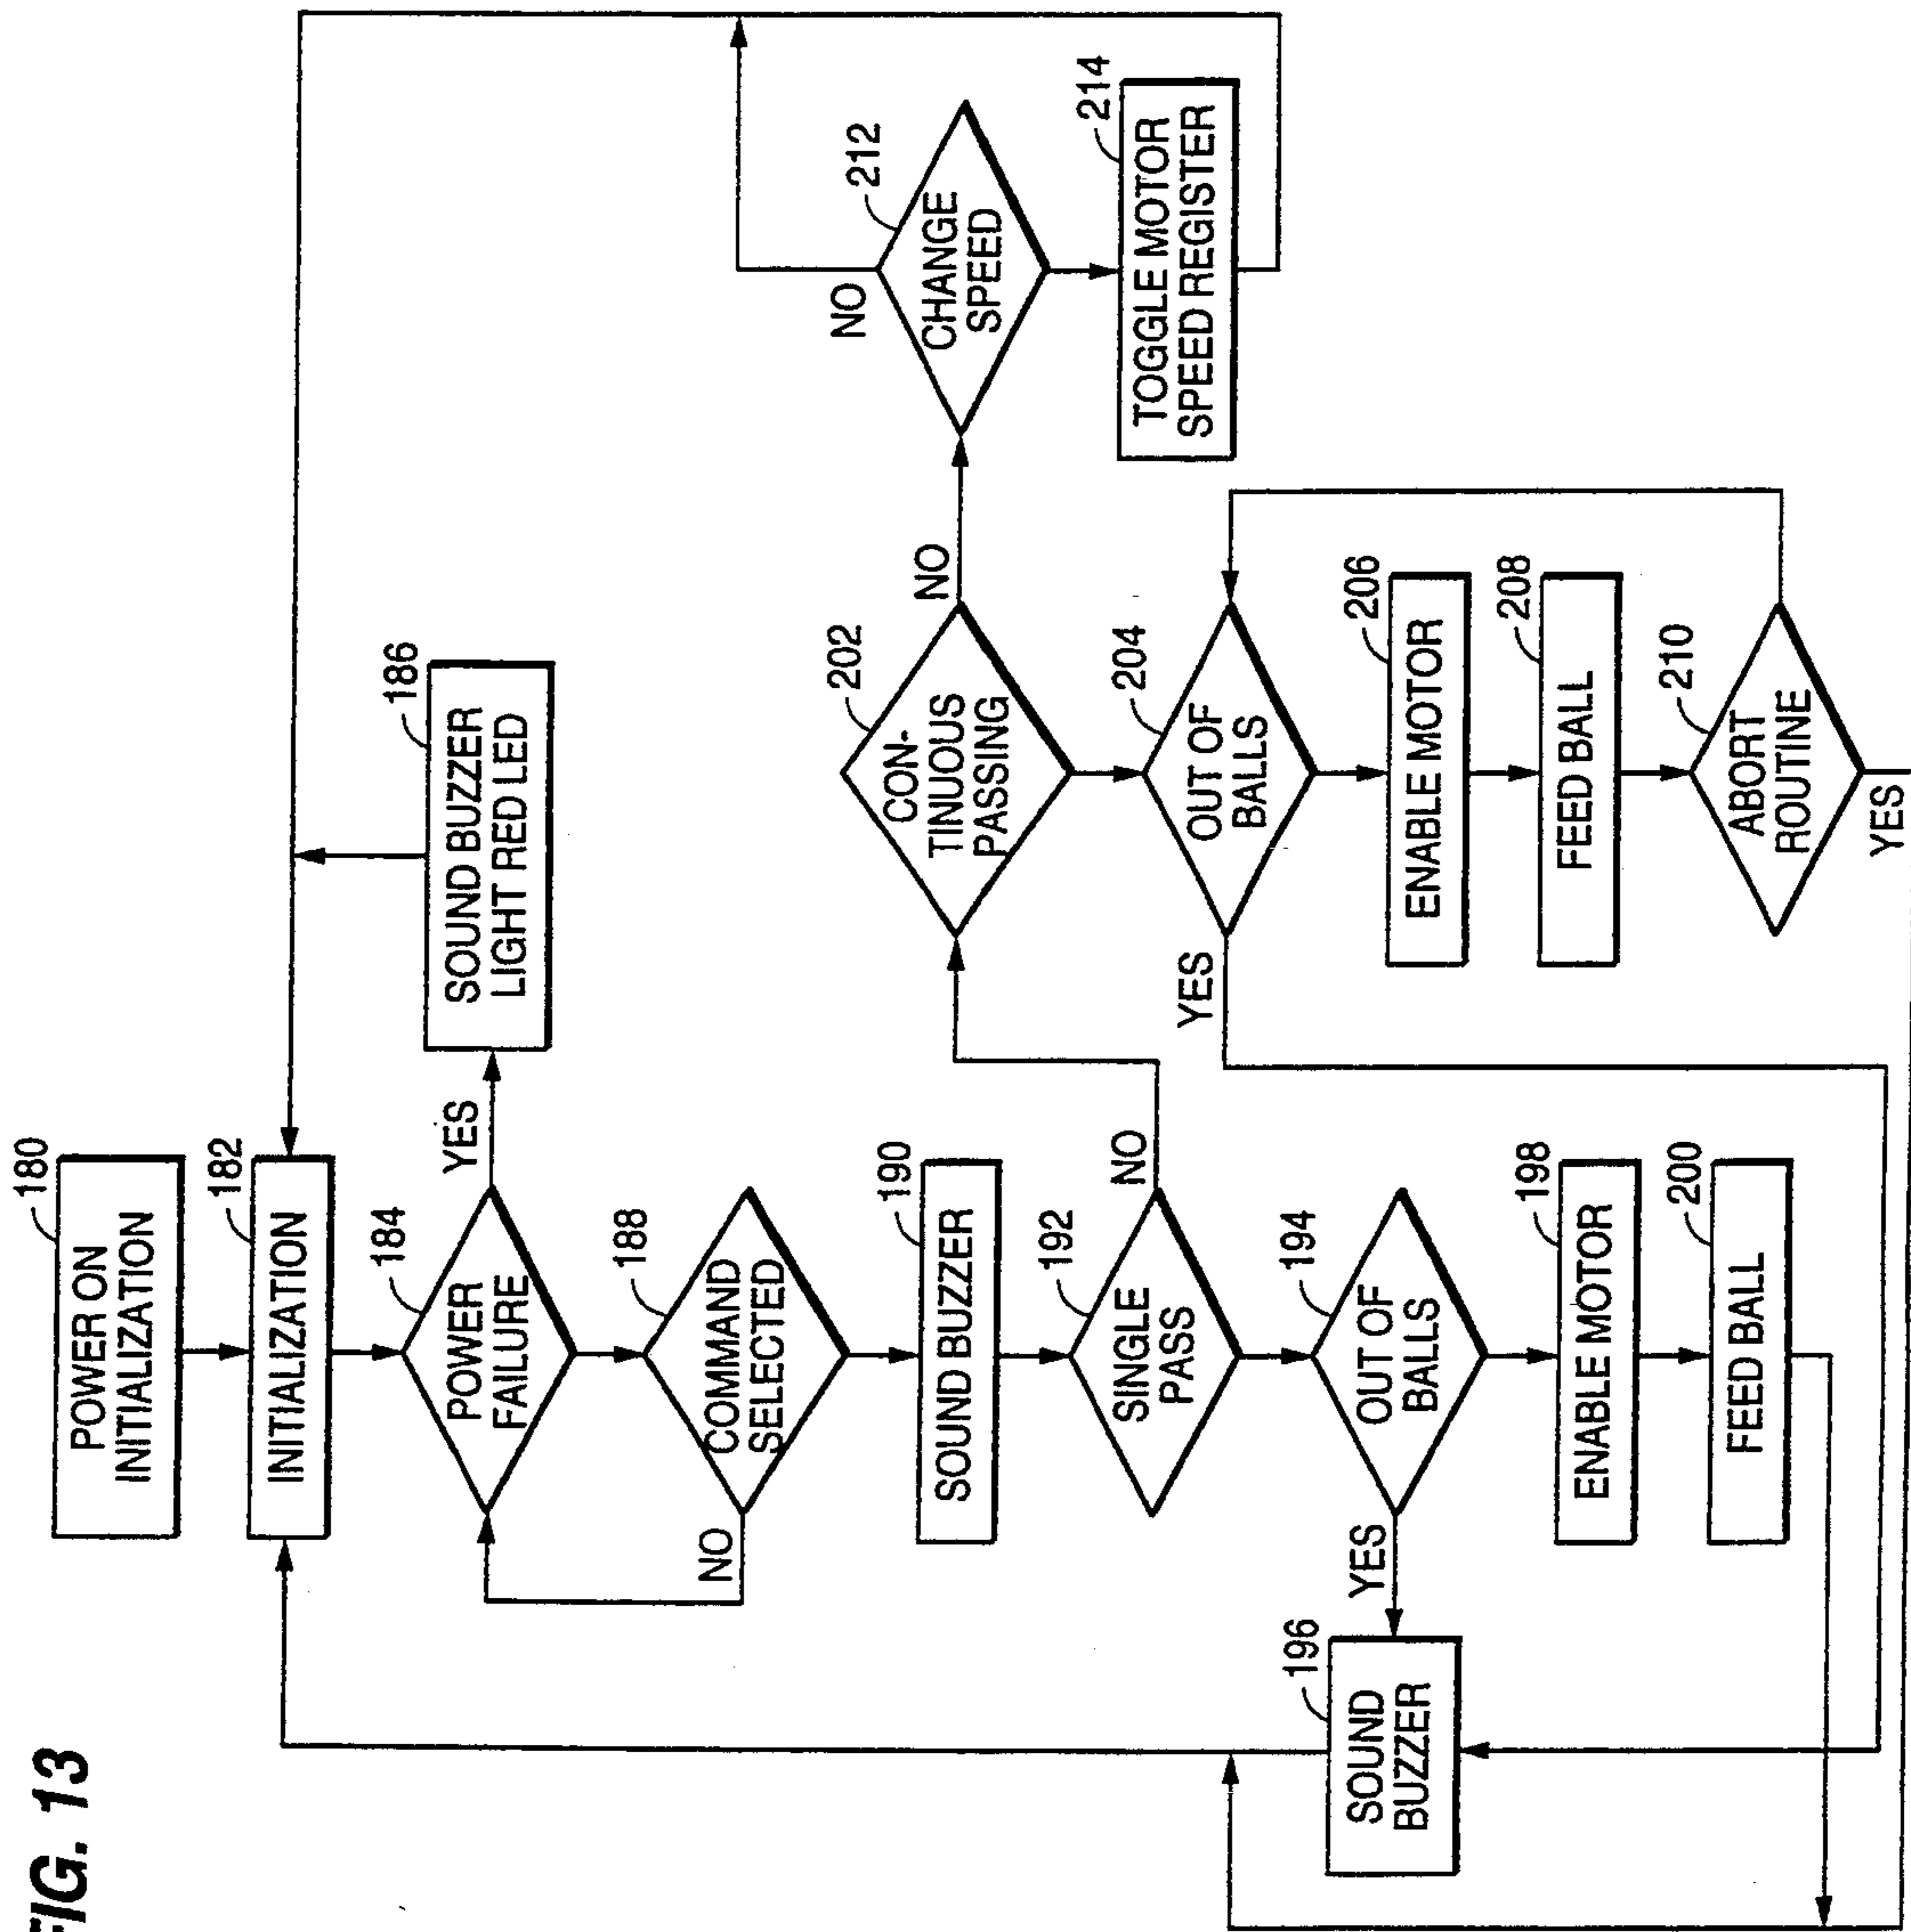 FIG. 13
POWER ON
INITIALIZATION
180
INITIALIZATION
182
POWER
FAILURE
184
YES
SOUND BUZZER
LIGHT RED LED
186
COMMAND
SELECTED
188
NO
SOUND BUZZER
190
SINGLE
PASS
192
NO
OUT OF
BALLS
194
YES
SOUND
BUZZER
196
ENABLE MOTOR
198
FEED BALL
200
CON-
TINUOUS
PASSING
202
NO
OUT OF
BALLS
204
YES
ENABLE MOTOR
206
FEED BALL
208
ABORT
ROUTINE
210
YES
CHANGE
SPEED
212
NO
TOGGLE MOTOR
SPEED REGISTER
214